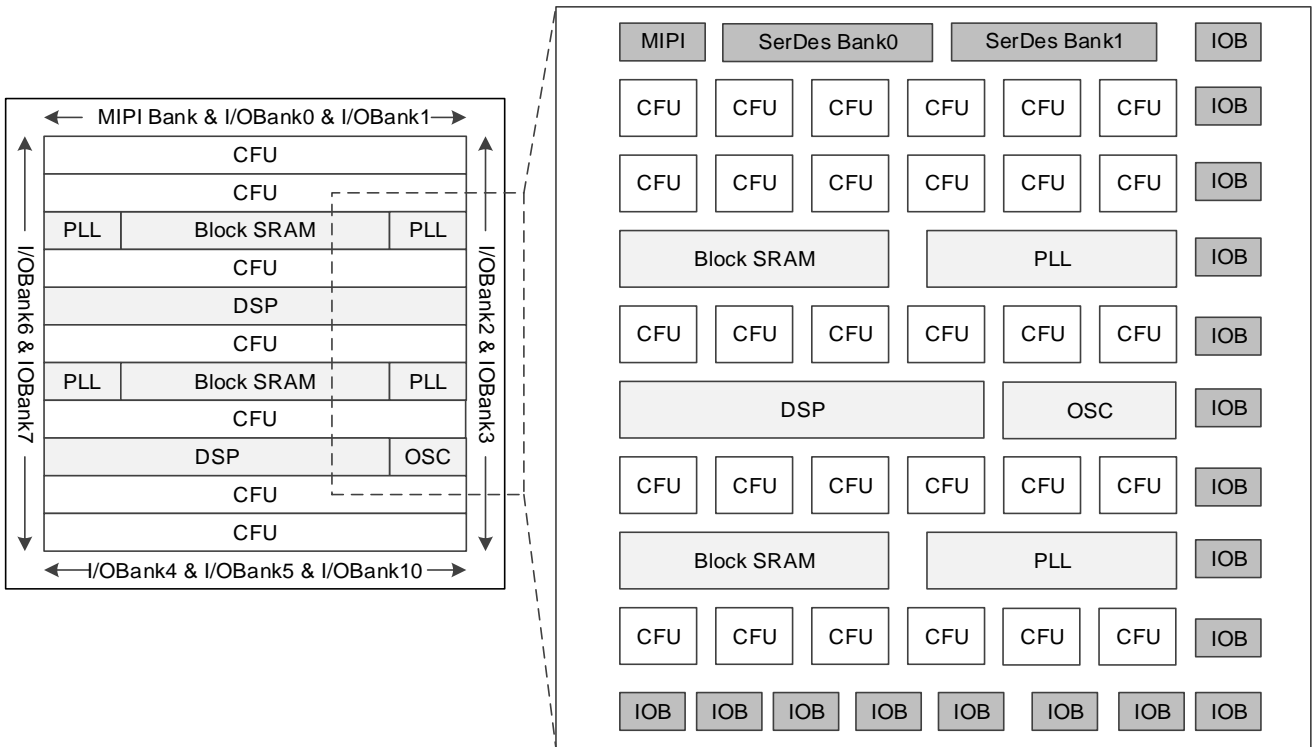 MIPI Bank & I/OBank0 & I/OBank1
CFU
CFU
PLL Block SRAM PLL
CFU
DSP
CFU
PLL Block SRAM PLL
CFU
DSP OSC
CFU
CFU
I/OBank4 & I/OBank5 & I/OBank10
I/OBank6 & IOBank7
I/OBank2 & IOBank3
MIPI SerDes Bank0 SerDes Bank1 IOB
CFU CFU CFU CFU CFU CFU IOB
CFU CFU CFU CFU CFU CFU IOB
Block SRAM PLL IOB
CFU CFU CFU CFU CFU CFU IOB
DSP OSC IOB
CFU CFU CFU CFU CFU CFU IOB
Block SRAM PLL IOB
CFU CFU CFU CFU CFU CFU IOB
IOB IOB IOB IOB IOB IOB IOB IOB